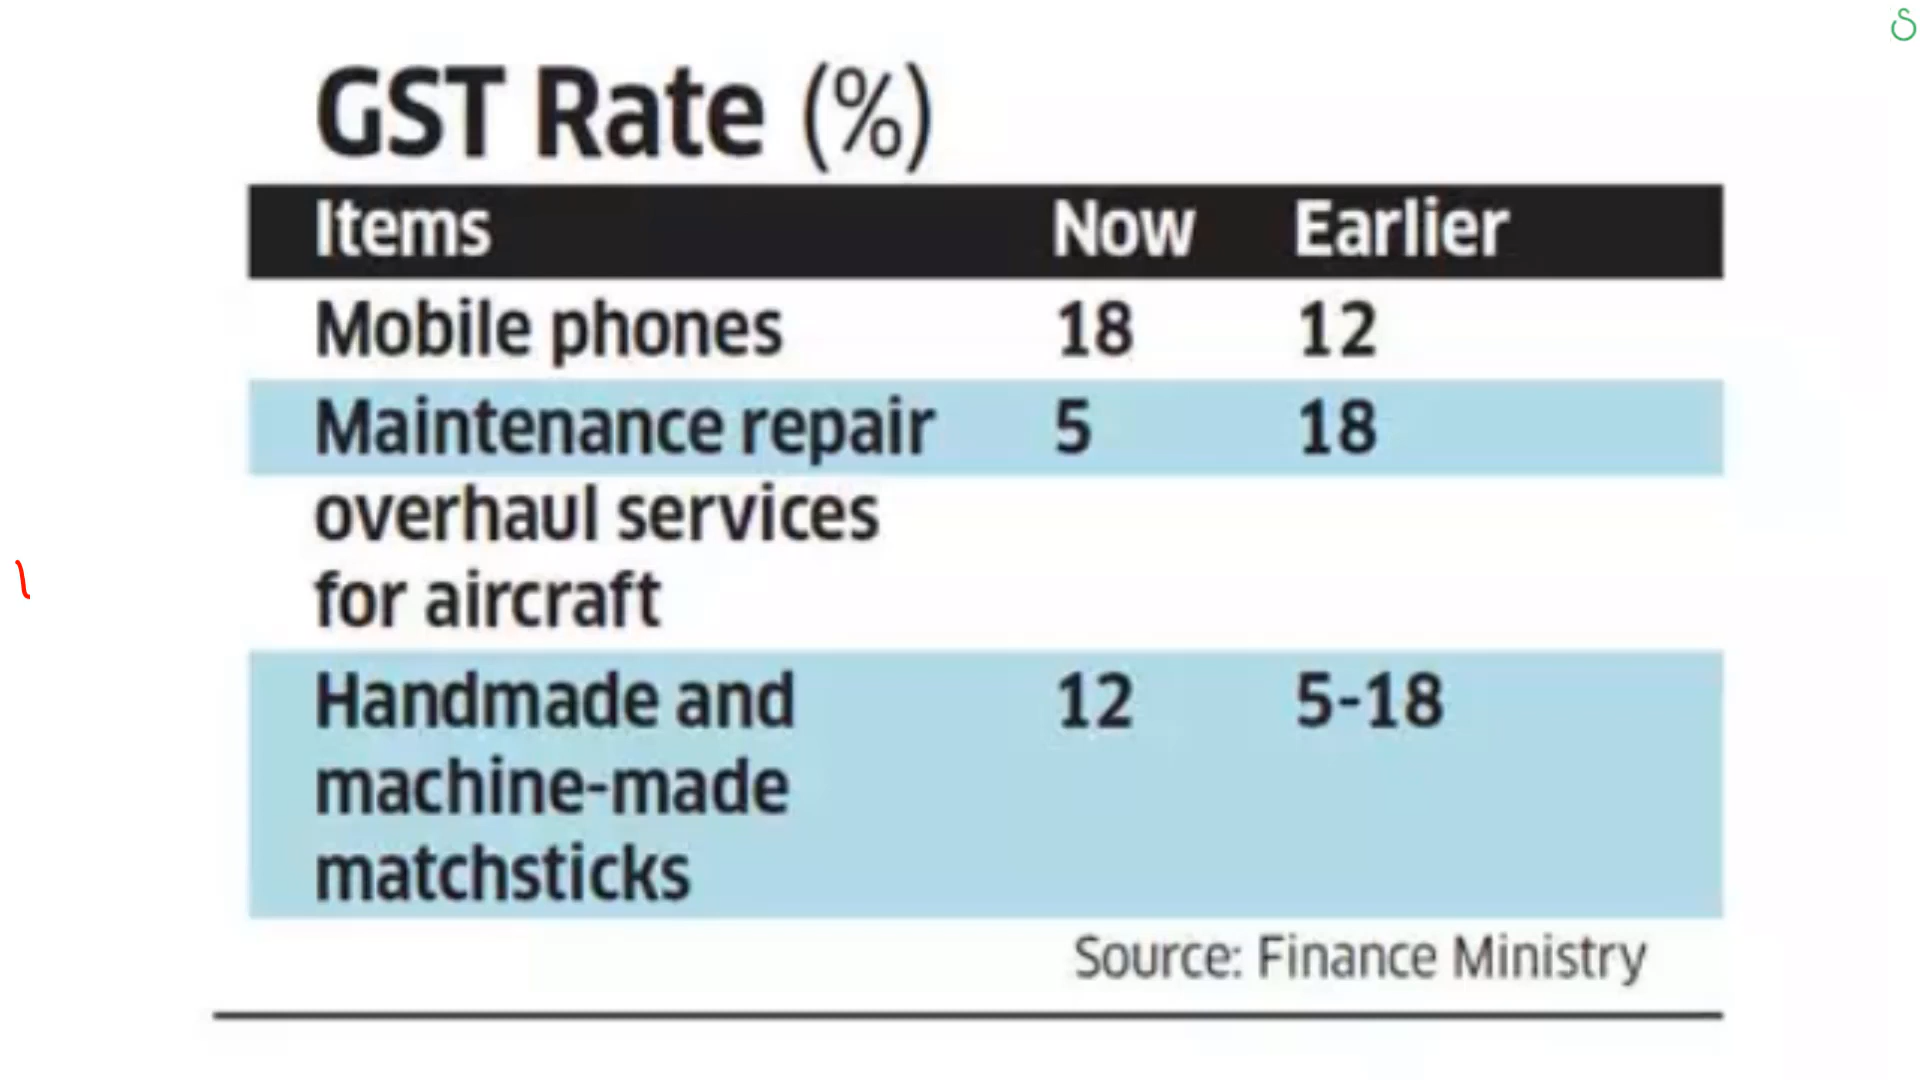 GST Rate (%)
Items Now Earlier
Mobile phones 18 12
Maintenance repair 5 18
overhaul services
for aircraft
Handmade and 12 5-18
machine-made
matchsticks
Source: Finance Ministry